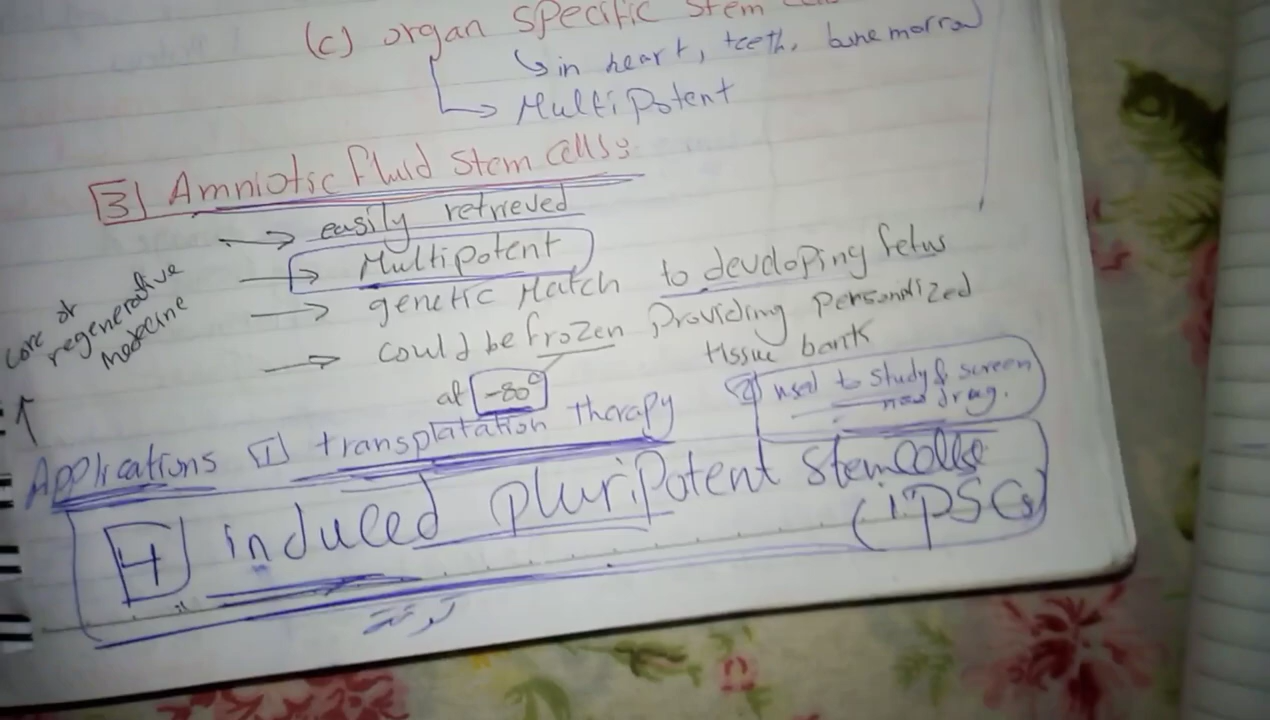 (c) organ specific stem
↳ in heart, teeth, bone morrow
→ Multipotent
[3] Amniotic fluid stem cells:
→ easily retrieved
→ Multipotent
→ genetic Match to developing fetus
→ could be frozen providing personalized
tissue bank
at -80°
core of
regenerative
Medecine
Applications [1] transplatation therapy
[2] used to study & screen
new drug.
[4] induced pluripotent stem cells
(iPSCs)